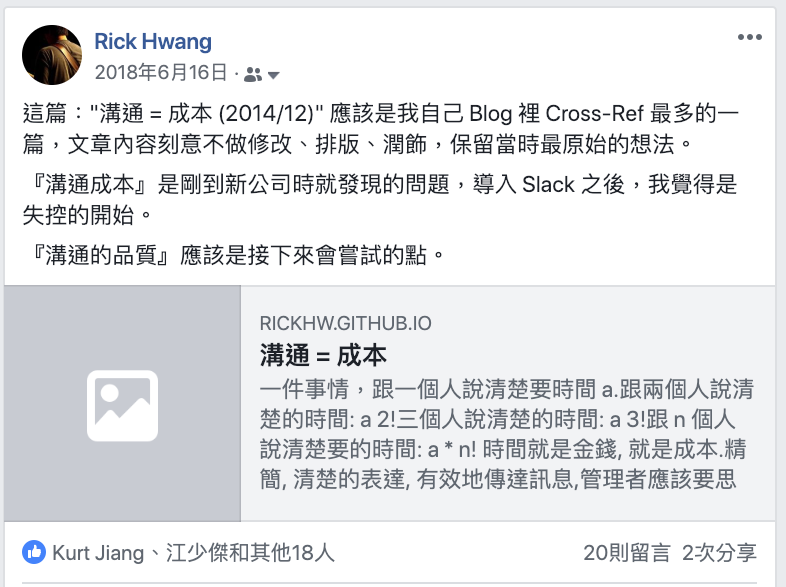 Rick Hwang
2018年6月16日 ·
這篇："溝通 = 成本 (2014/12)" 應該是我自己 Blog 裡 Cross-Ref 最多的一
篇，文章內容刻意不做修改、排版、潤飾，保留當時最原始的想法。
『溝通成本』是剛到新公司時就發現的問題，導入 Slack 之後，我覺得是
失控的開始。
『溝通的品質』應該是接下來會嘗試的點。
RICKHW.GITHUB.IO
溝通 = 成本
一件事情，跟一個人說清楚要時間 a.跟兩個人說清
楚的時間: a 2!三個人說清楚的時間: a 3!跟 n 個人
說清楚要的時間: a * n! 時間就是金錢, 就是成本.精
簡, 清楚的表達, 有效地傳達訊息,管理者應該要思
Kurt Jiang、江少傑和其他18人
20則留言 2次分享